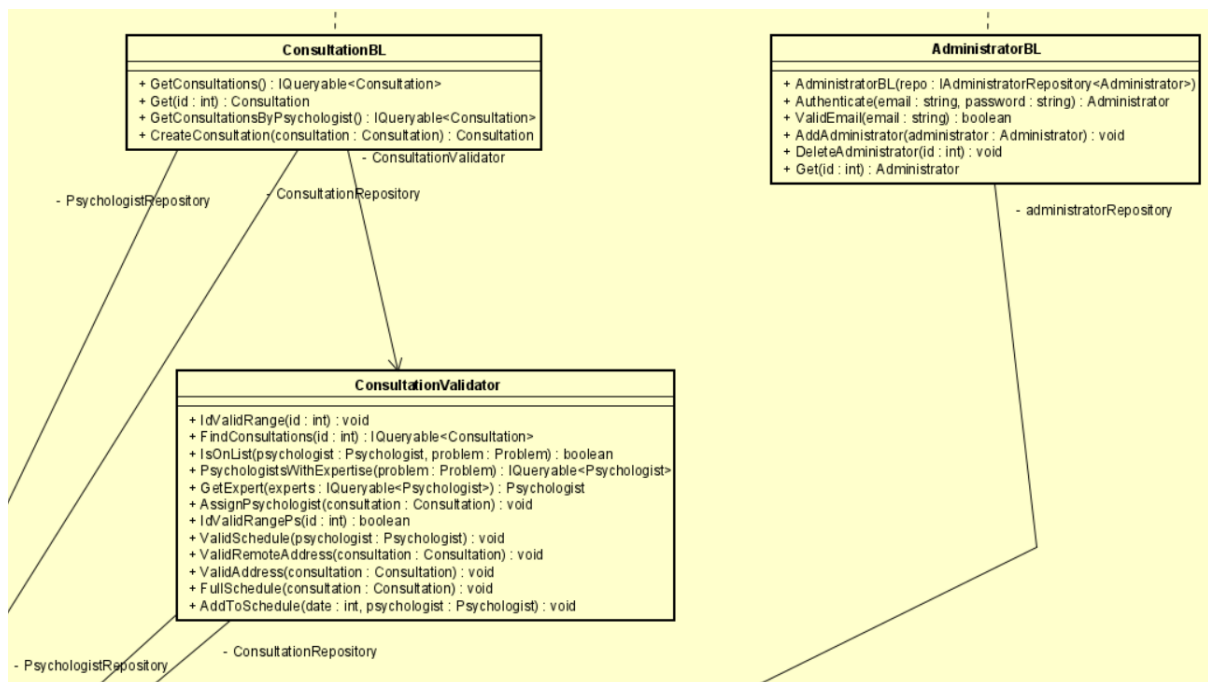 ConsultationBL
+ GetConsultations() : IQueryable<Consultation>
+ Get(id : int) : Consultation
+ GetConsultationsByPsychologist() : IQueryable<Consultation>
+ CreateConsultation(consultation : Consultation) : Consultation
AdministratorBL
+ AdministratorBL(repo : IAdministratorRepository<Administrator>)
+ Authenticate(email : string, password : string) : Administrator
+ ValidEmail(email : string) : boolean
+ AddAdministrator(administrator : Administrator) : void
+ DeleteAdministrator(id : int) : void
+ Get(id : int) : Administrator
- ConsultationValidator
- PsychologistRepository
- ConsultationRepository
- administratorRepository
ConsultationValidator
+ IdValidRange(id : int) : void
+ FindConsultations(id : int) : IQueryable<Consultation>
+ IsOnList(psychologist : Psychologist, problem : Problem) : boolean
+ PsychologistsWithExpertise(problem : Problem) : IQueryable<Psychologist>
+ GetExpert(experts : IQueryable<Psychologist>) : Psychologist
+ AssignPsychologist(consultation : Consultation) : void
+ IdValidRangePs(id : int) : boolean
+ ValidSchedule(psychologist : Psychologist) : void
+ ValidRemoteAddress(consultation : Consultation) : void
+ ValidAddress(consultation : Consultation) : void
+ FullSchedule(consultation : Consultation) : void
+ AddToSchedule(date : int, psychologist : Psychologist) : void
- ConsultationRepository
- PsychologistRepository